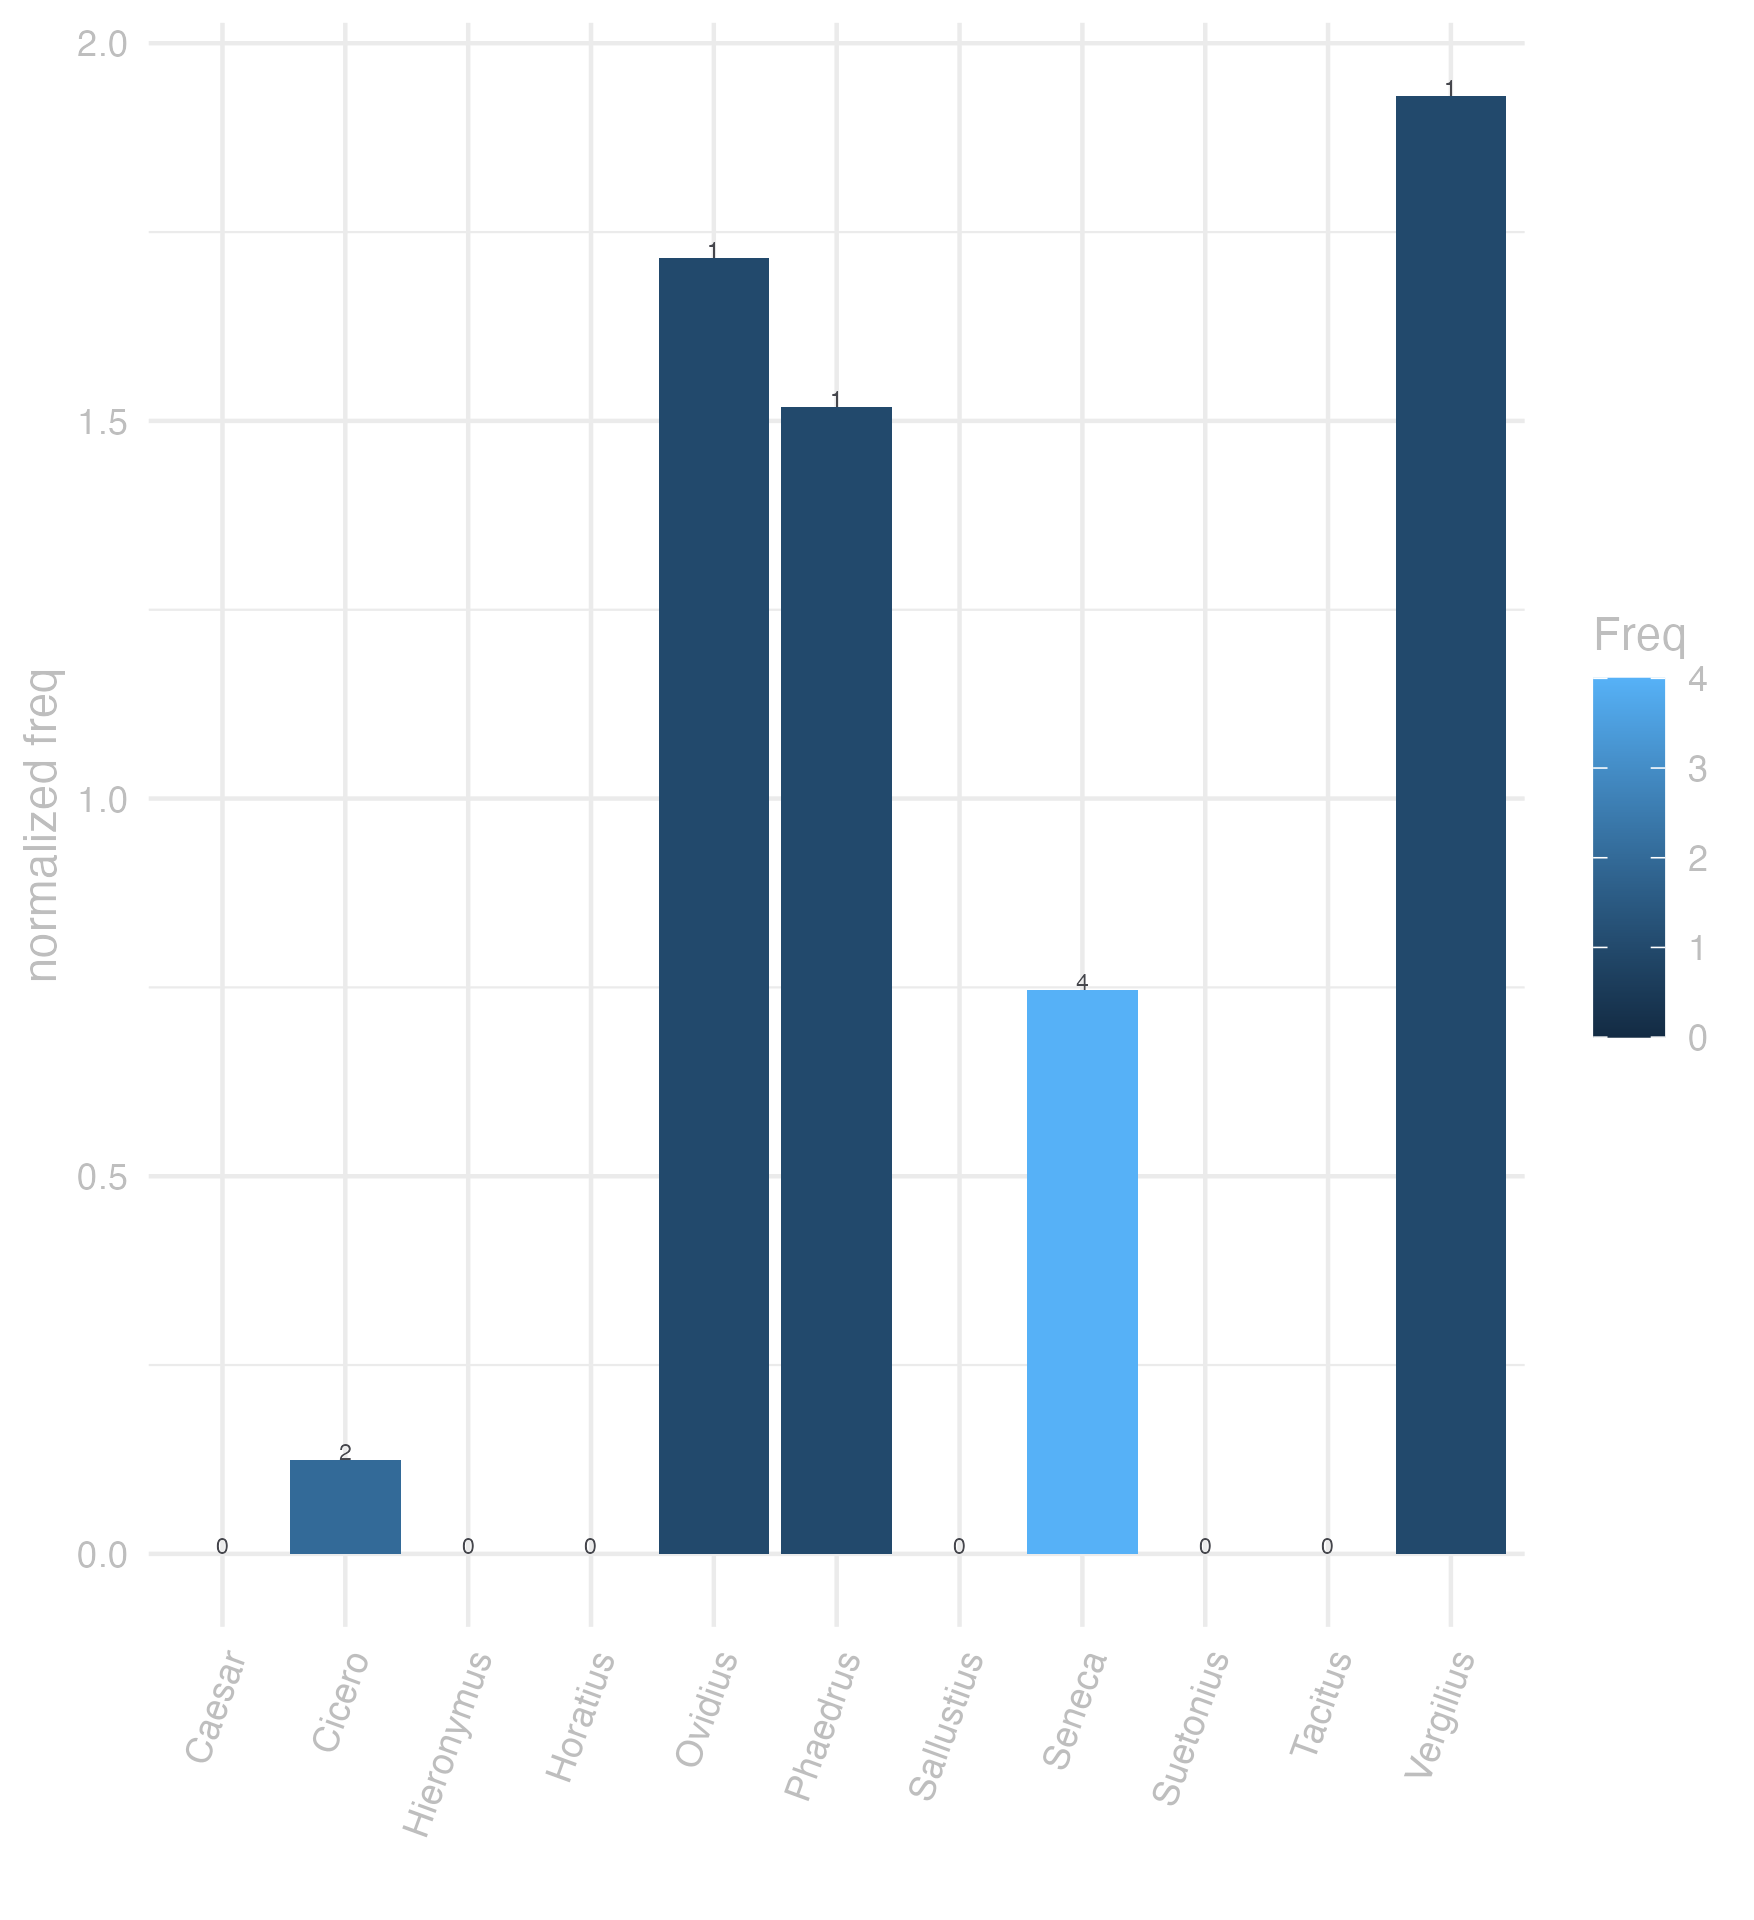 2.0
1.5
1.0
0.5
0.0
normalized freq
0
2
0
0
1
1
0
4
0
0
1
Caesar
Cicero
Hieronymus
Horatius
Ovidius
Phaedrus
Sallustius
Seneca
Suetonius
Tacitus
Vergilius
Freq
4
3
2
1
0